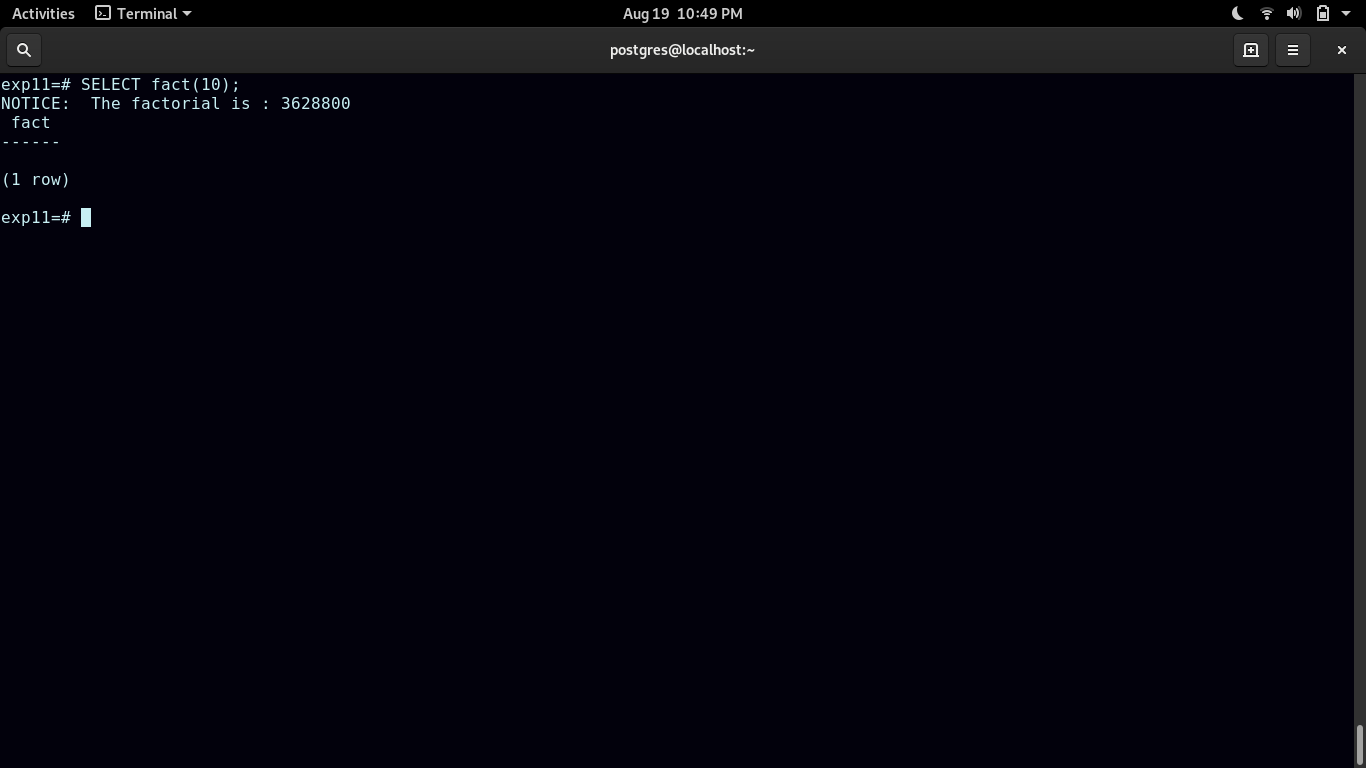 Activities Terminal Aug 19 10:49 PM
postgres@localhost:~
exp11=# SELECT fact(10);
NOTICE:  The factorial is : 3628800
 fact
------
(1 row)
exp11=#